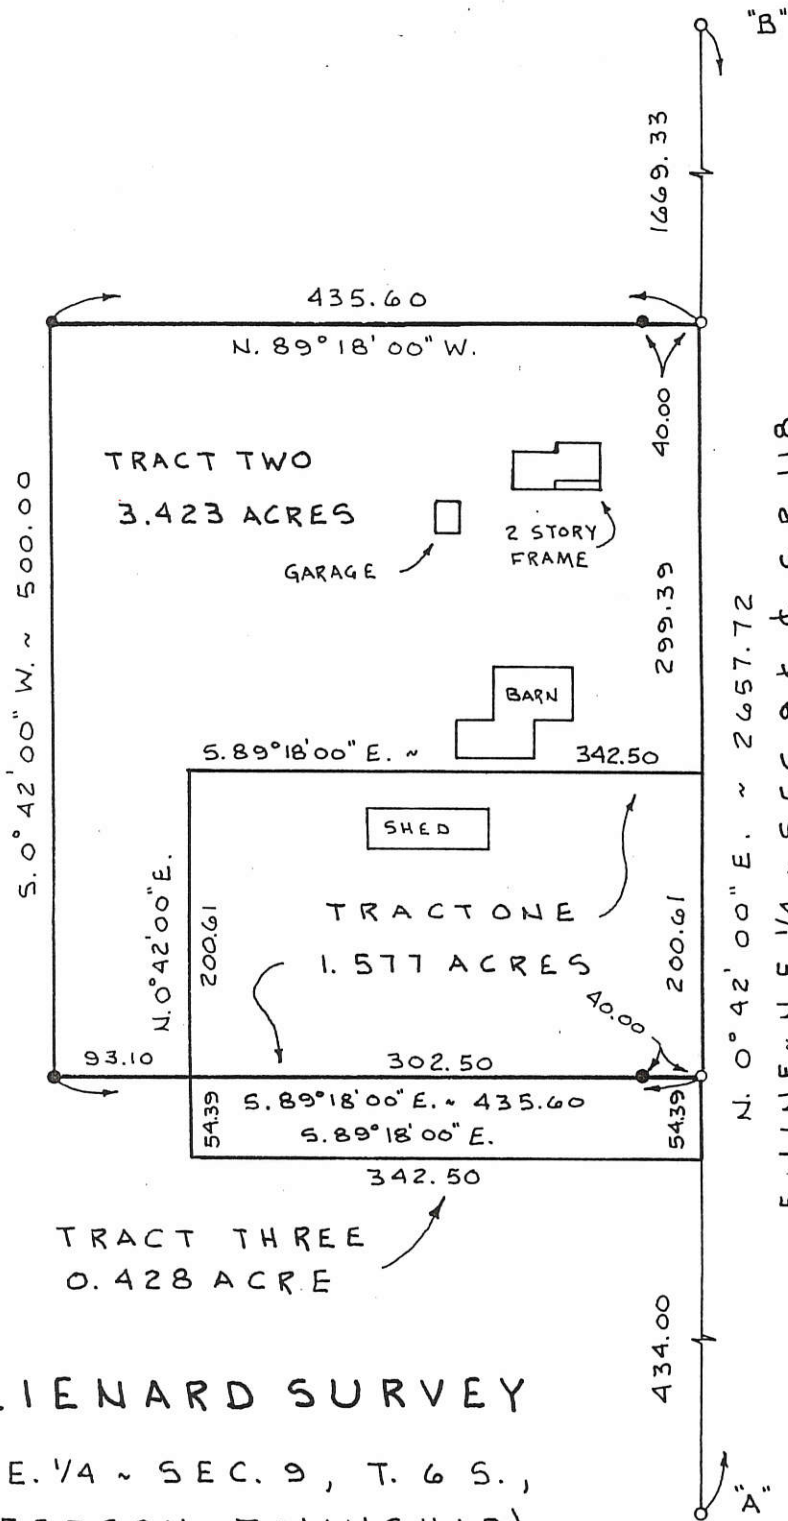 "B"
1669.33
435.60
N. 89° 18' 00" W.
40.00
TRACT TWO
3.423 ACRES
2 STORY
FRAME
GARAGE
S. 0° 42' 00" W. ~ 500.00
299.39
N. 0° 42' 00" E. ~ 2657.72
BARN
S. 89° 18' 00" E. ~ 342.50
SHED
N. 0° 42' 00" E.
200.61
TRACT ONE
1.577 ACRES
200.61
40.00
93.10
302.50
54.39
S. 89° 18' 00" E. ~ 435.60
54.39
S. 89° 18' 00" E.
342.50
TRACT THREE
0.428 ACRE
434.00
LIENARD SURVEY
E. 1/4 ~ SEC. 9, T. 6 S.,
"A"